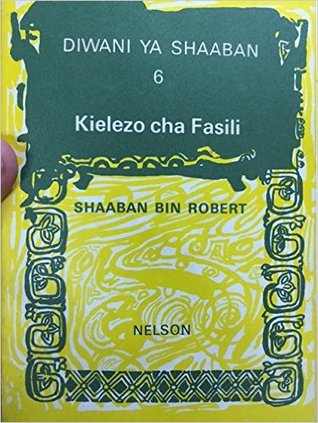 DIWANI YA SHAABAN
6
Kielezo cha Fasili
SHAABAN BIN ROBERT
NELSON